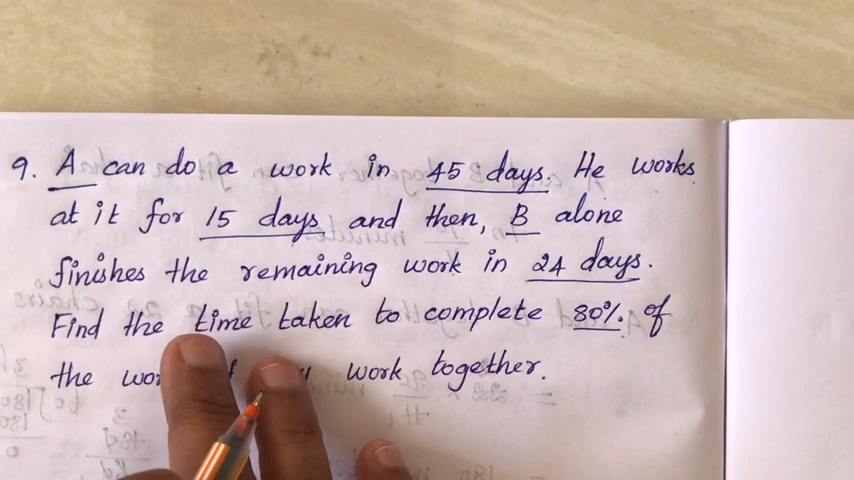 9. A can do a work in 45 days. He works
at it for 15 days and then, B alone
finishes the remaining work in 24 days.
Find the time taken to complete 80% of
the work together.